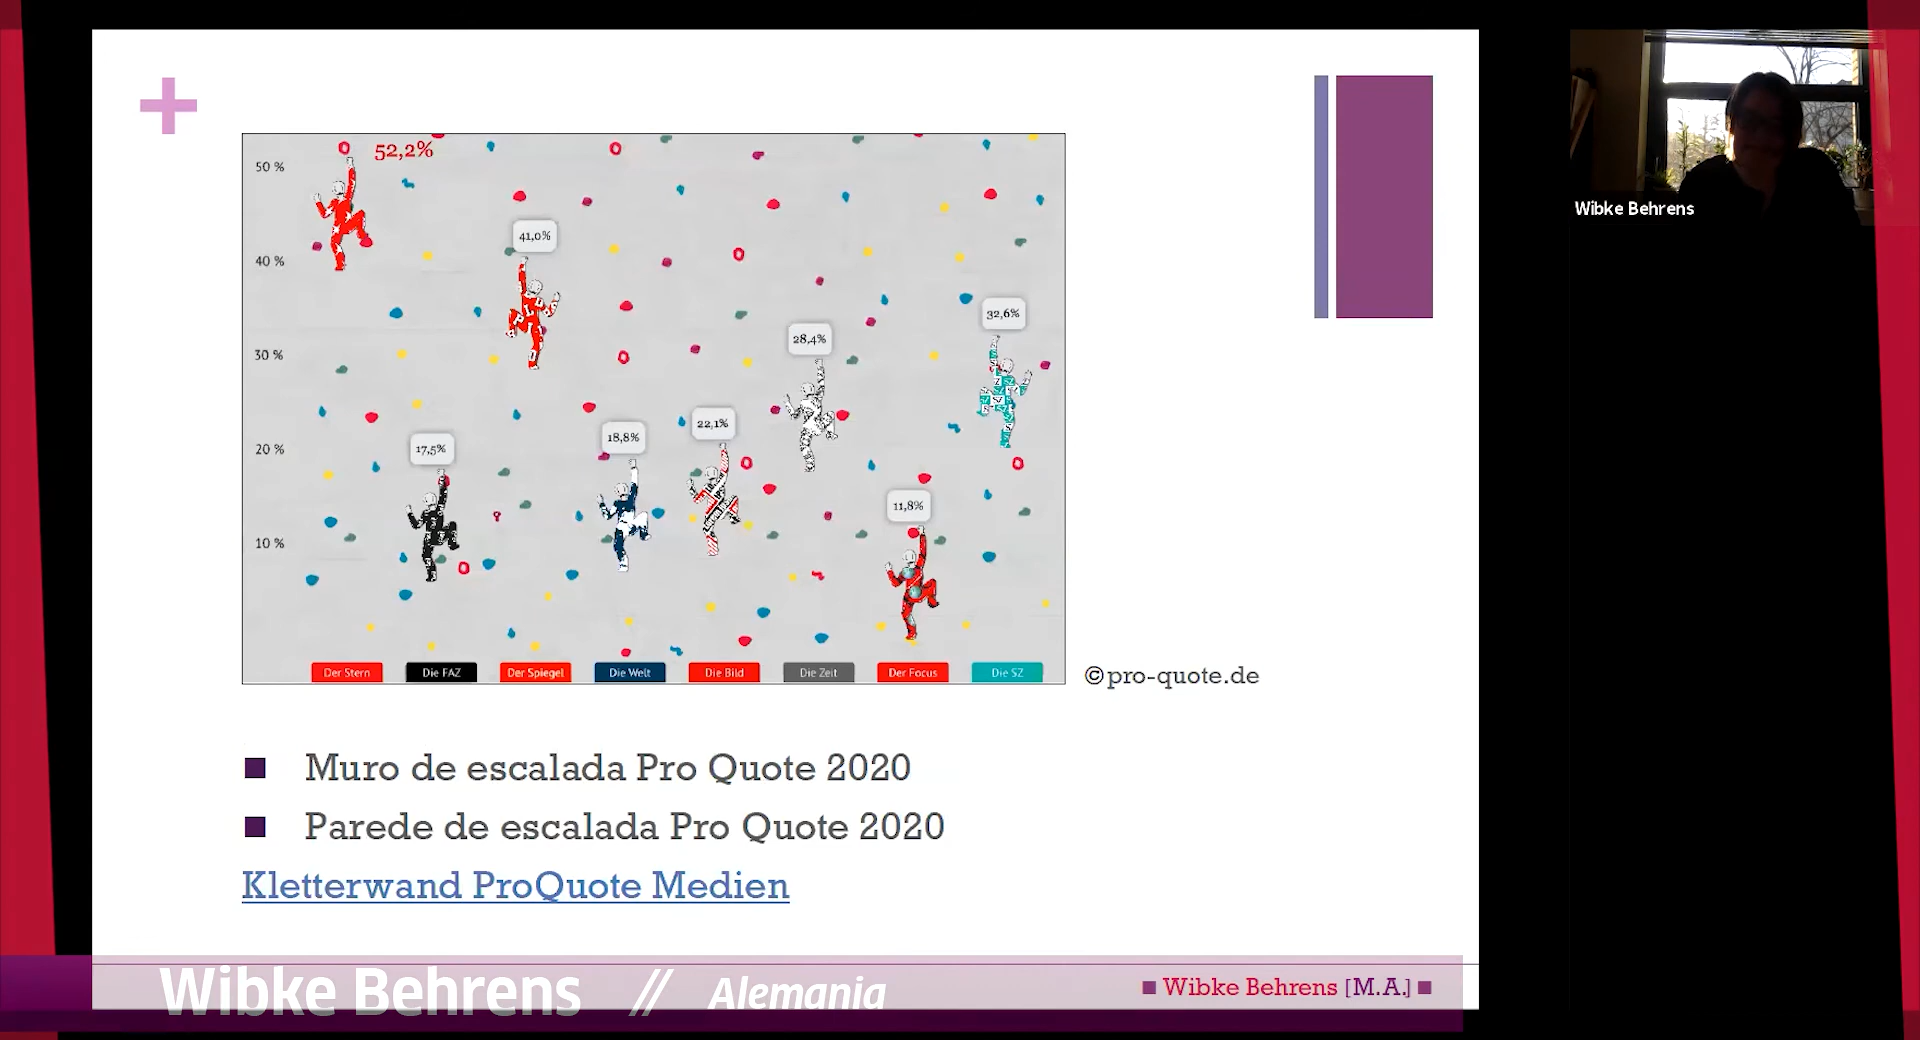 52,2%
50 %
41,0%
40 %
32,6%
28,4%
30 %
22,1%
18,8%
17,5%
20 %
11,8%
10 %
Der Stern
Die FAZ
Der Spiegel
Die Welt
Die Bild
Die Zeit
Der Focus
Die SZ
©pro-quote.de
Muro de escalada Pro Quote 2020
Parede de escalada Pro Quote 2020
Kletterwand ProQuote Medien
Wibke Behrens // Alemania
Wibke Behrens [M.A.]
Wibke Behrens